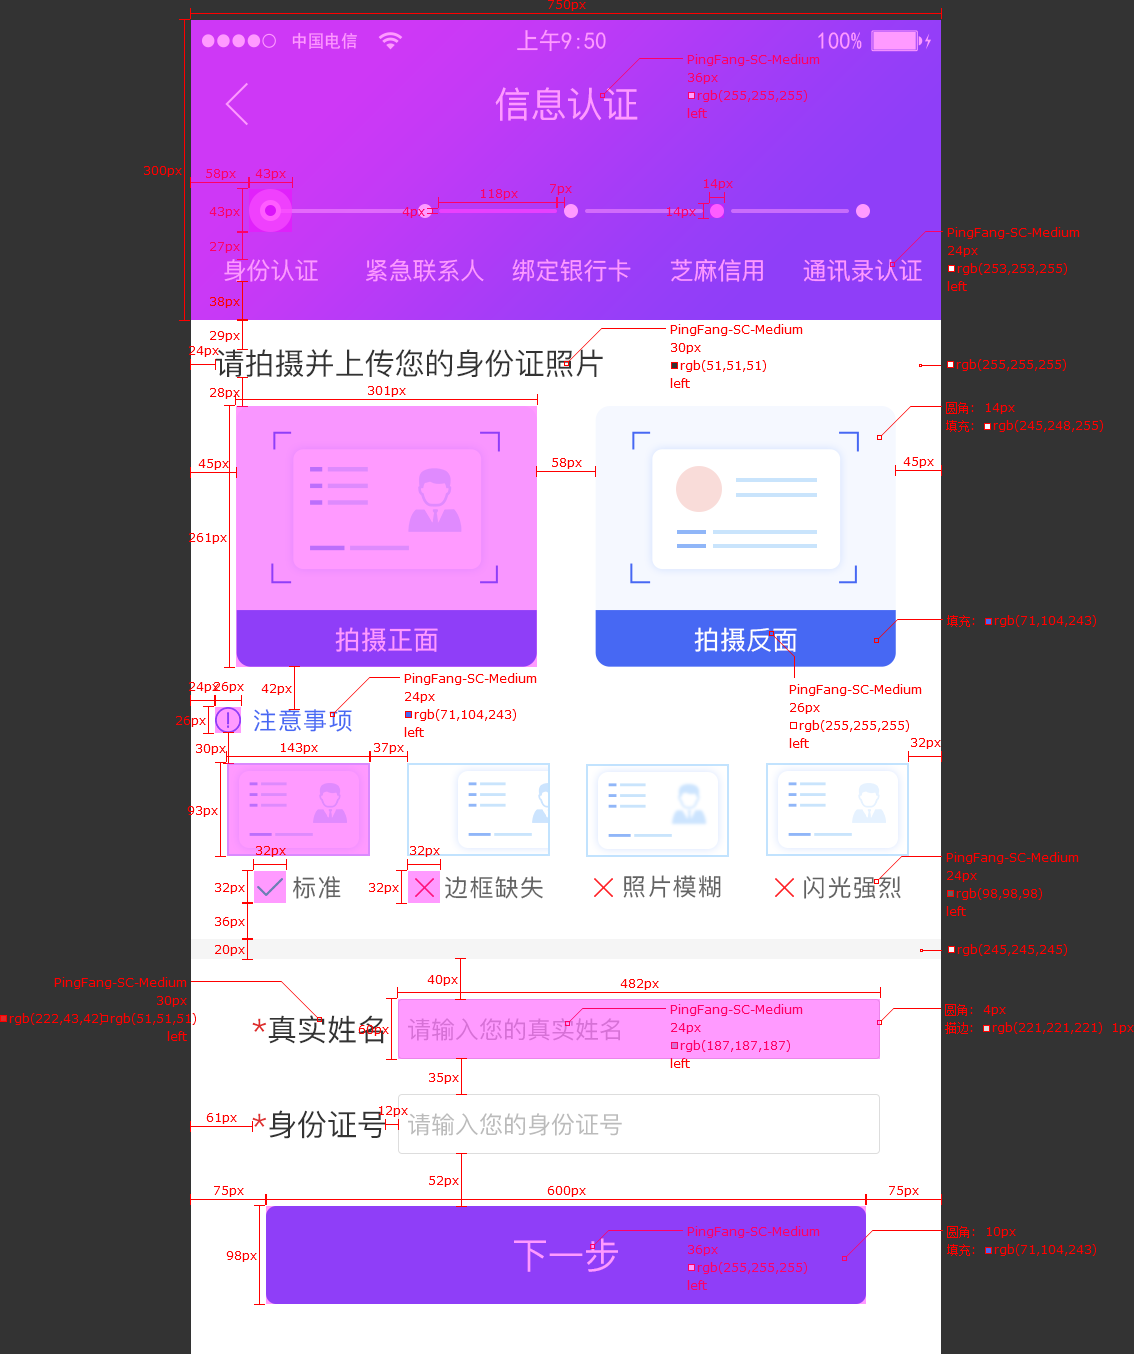 750px
中国电信 上午9:50 100%
PingFang-SC-Medium
36px
rgb(255,255,255)
left
信息认证
300px
58px 43px
118px 7px 14px
43px 4px 14px
27px
PingFang-SC-Medium
24px
rgb(253,253,255)
left
身份认证 紧急联系人 绑定银行卡 芝麻信用 通讯录认证
38px
29px
PingFang-SC-Medium
30px
rgb(51,51,51)
left
24px
请拍摄并上传您的身份证照片
rgb(255,255,255)
28px 301px
圆角: 14px
填充: rgb(245,248,255)
45px 58px 45px
261px
填充: rgb(71,104,243)
拍摄正面 拍摄反面
PingFang-SC-Medium
24px
rgb(71,104,243)
left
PingFang-SC-Medium
26px
rgb(255,255,255)
left
24px 26px 42px
26px
注意事项
30px 143px 37px 32px
93px
32px 32px
PingFang-SC-Medium
24px
rgb(98,98,98)
left
32px 标准 32px 边框缺失 照片模糊 闪光强烈
36px
20px
rgb(245,245,245)
PingFang-SC-Medium
30px
rgb(222,43,42) rgb(51,51,51)
left
40px 482px
PingFang-SC-Medium
24px
rgb(187,187,187)
left
圆角: 4px
描边: rgb(221,221,221) 1px
*真实姓名 60px 请输入您的真实姓名
35px
61px *身份证号 12px 请输入您的身份证号
52px
75px 600px 75px
98px
下一步
PingFang-SC-Medium
36px
rgb(255,255,255)
left
圆角: 10px
填充: rgb(71,104,243)